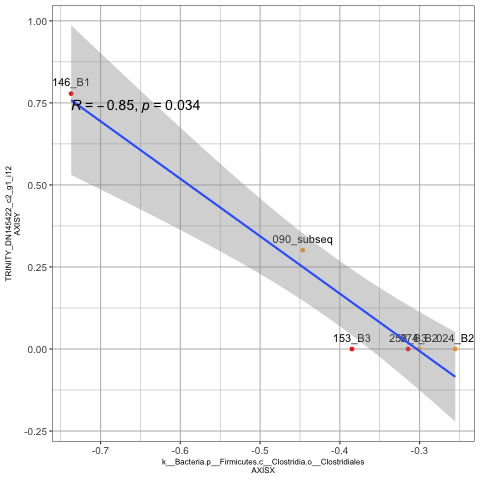 1.00
146_B1
R = −0.85, p = 0.034
0.75
0.50
090_subseq
0.25
153_B3
024_B2
0.00
-0.25
-0.7 -0.6 -0.5 -0.4 -0.3
TRINITY_DN145422_c2_g1_i12
AXISY
k__Bacteria.p__Firmicutes.c__Clostridia.o__Clostridiales
AXISX